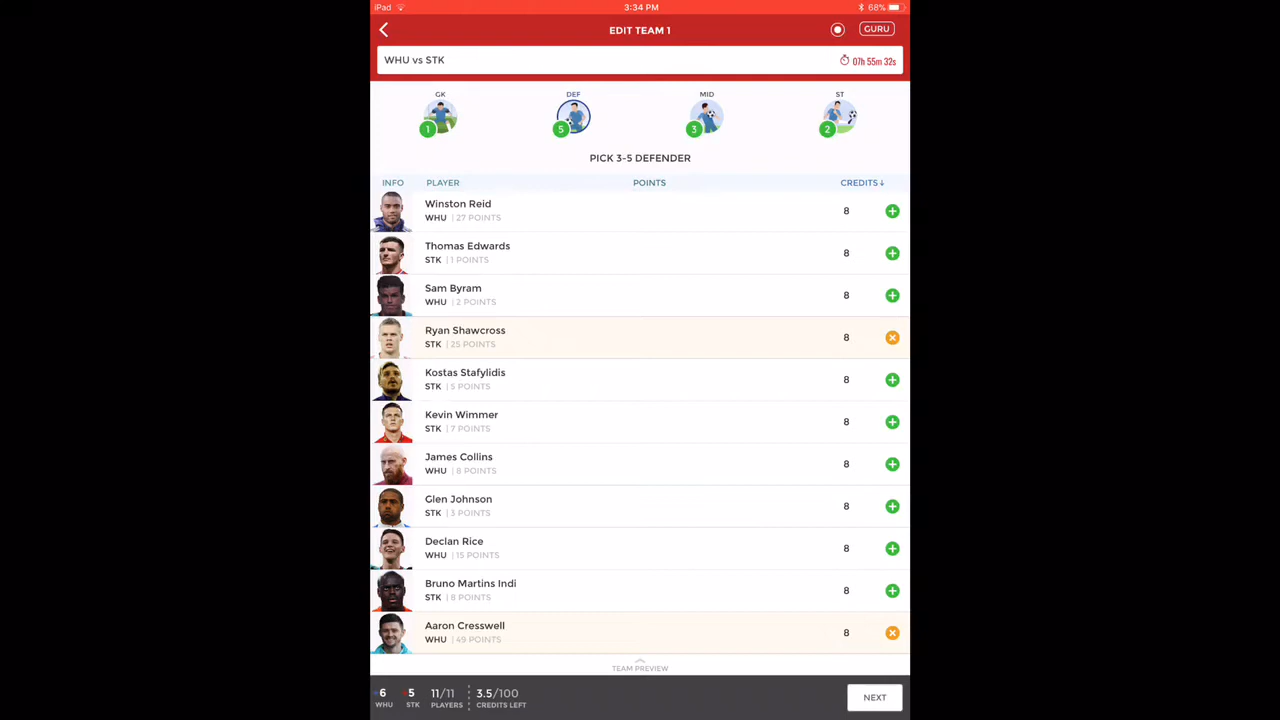 iPad 3:34 PM 68%
EDIT TEAM 1 GURU
WHU vs STK 07h 55m 32s
GK DEF MID ST
1 5 3 2
PICK 3-5 DEFENDER
INFO PLAYER POINTS CREDITS↓
Winston Reid
WHU | 27 POINTS 8
Thomas Edwards
STK | 1 POINTS 8
Sam Byram
WHU | 2 POINTS 8
Ryan Shawcross
STK | 25 POINTS 8
Kostas Stafylidis
STK | 5 POINTS 8
Kevin Wimmer
STK | 7 POINTS 8
James Collins
WHU | 8 POINTS 8
Glen Johnson
STK | 3 POINTS 8
Declan Rice
WHU | 15 POINTS 8
Bruno Martins Indi
STK | 8 POINTS 8
Aaron Cresswell
WHU | 49 POINTS 8
TEAM PREVIEW
6 5 11/11 3.5/100
WHU STK PLAYERS CREDITS LEFT
NEXT